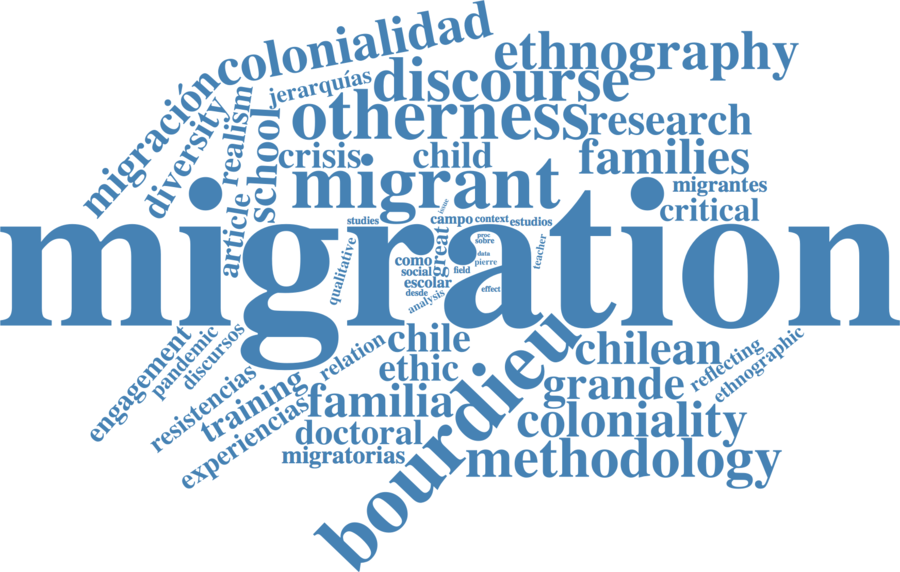 colonialidad
ethnography
jerarquías
discourse
migración
diversity
realism
school
otherness
research
crisis
child
families
migrant
migrantes
critical
article
migration
issue
studies
campo
context
estudios
great
proc
sobre
teacher
qualitative
data
como
pierre
social
field
escolar
desde
effect
analysis
chile
chilean
engagement
pandemic
discursos
relation
reflecting
ethnographic
ethic
resistencias
training
grande
familia
experiencias
bourdieu
coloniality
doctoral
migratorias
methodology